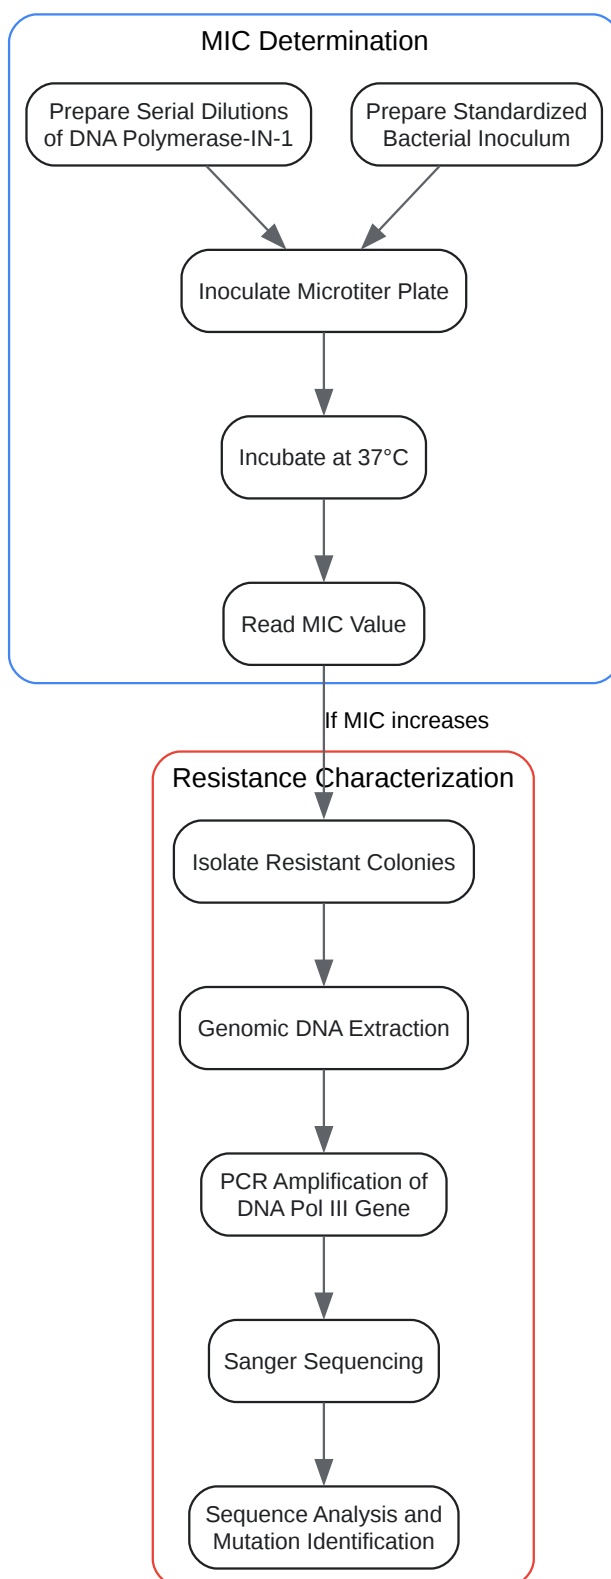 MIC Determination
Prepare Serial Dilutions
of DNA Polymerase-IN-1
Prepare Standardized
Bacterial Inoculum
Inoculate Microtiter Plate
Incubate at 37°C
Read MIC Value
If MIC increases
Resistance Characterization
Isolate Resistant Colonies
Genomic DNA Extraction
PCR Amplification of
DNA Pol III Gene
Sanger Sequencing
Sequence Analysis and
Mutation Identification